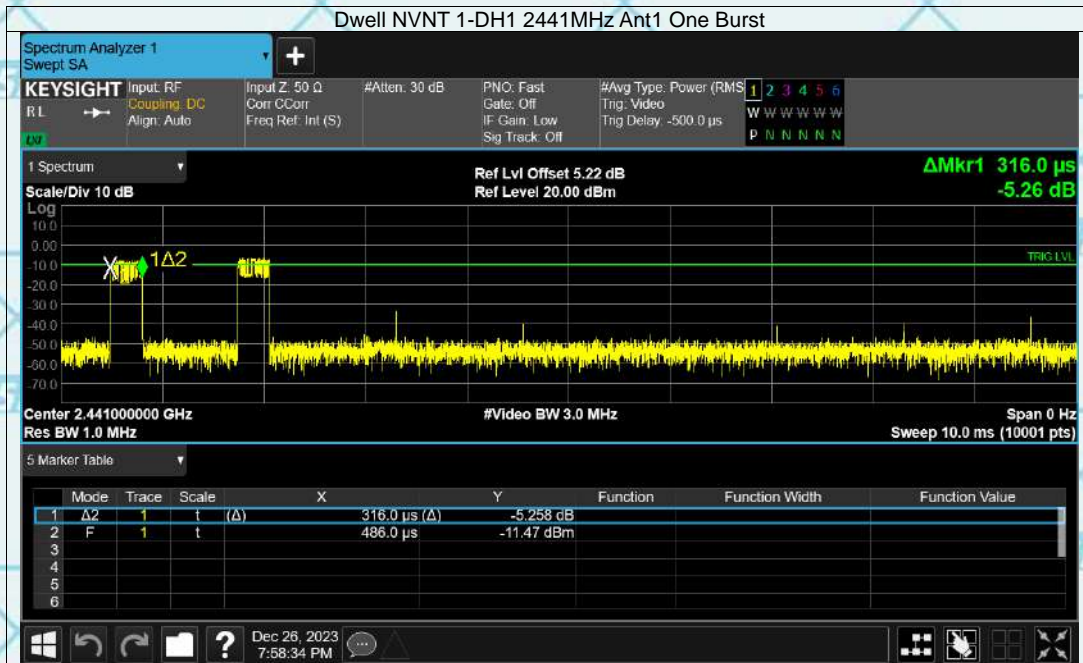 Dwell NVNT 1-DH1 2441MHz Ant1 One Burst
Spectrum Analyzer 1
Swept SA
+
KEYSIGHT Input: RF Input Z: 50 Ω #Atten: 30 dB PNO: Fast #Avg Type: Power (RMS 1 2 3 4 5 6
R L Coupling: DC Corr CCorr Gate: Off Trig: Video W W W W W W
Align: Auto Freq Ref: Int (S) IF Gain: Low Trig Delay: -500.0 µs
LXI Sig Track: Off P N N N N N
1 Spectrum Ref Lvl Offset 5.22 dB ΔMkr1 316.0 µs
Scale/Div 10 dB Ref Level 20.00 dBm -5.26 dB
Log
10.0
0.00
1Δ2 TRIG LVL
-10.0
-20.0
-30.0
-40.0
-50.0
-60.0
-70.0
Center 2.441000000 GHz #Video BW 3.0 MHz Span 0 Hz
Res BW 1.0 MHz Sweep 10.0 ms (10001 pts)
5 Marker Table
Mode Trace Scale X Y Function Function Width Function Value
1 Δ2 1 t (Δ) 316.0 µs (Δ) -5.258 dB
2 F 1 t 486.0 µs -11.47 dBm
3
4
5
6
? Dec 26, 2023
7:58:34 PM